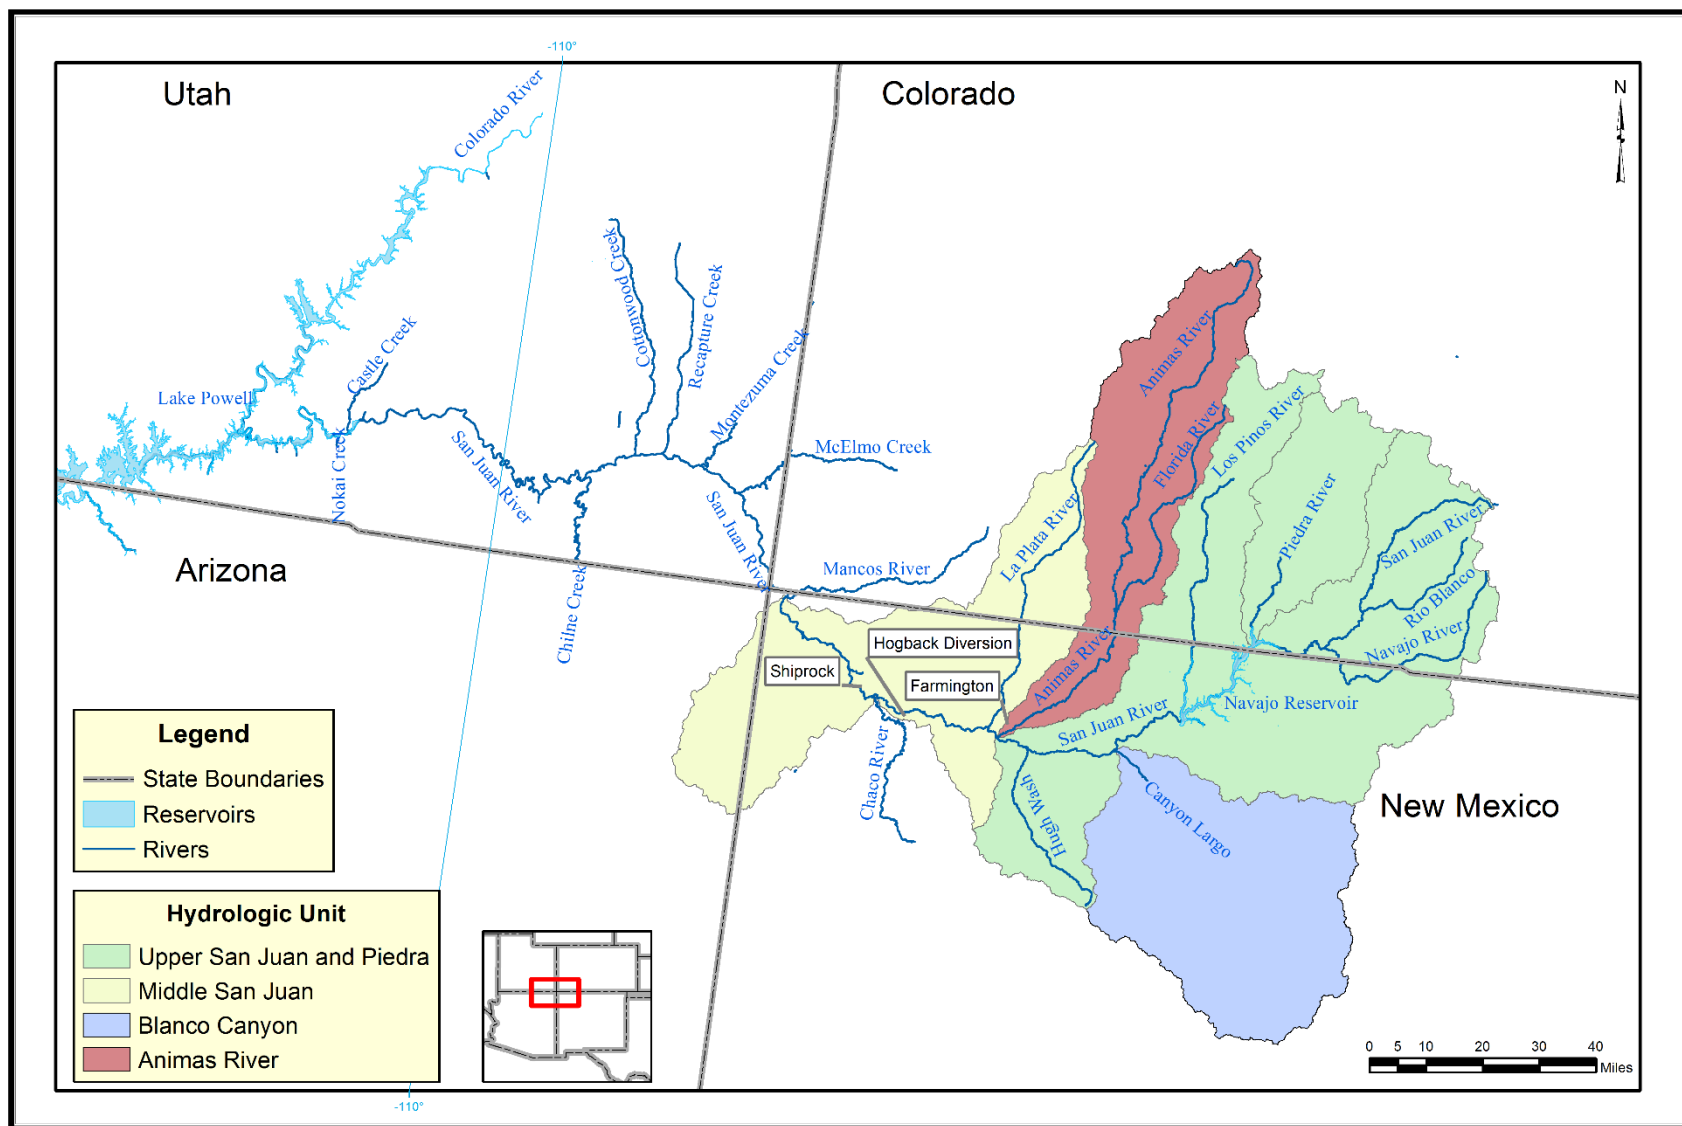 -110°
Utah
Colorado
N
Colorado River
Cottonwood Creek
Recapture Creek
Castle Creek
Montezuma Creek
Animas River
Lake Powell
Florida River
Los Pinos River
McElmo Creek
Nokai Creek
San Juan River
San Juan River
La Plata River
Piedra River
San Juan River
Arizona
Mancos River
Rio Blanco
Chilne Creek
Navajo River
Hogback Diversion
Shiprock
Farmington
Animas River
Navajo Reservoir
San Juan River
Chaco River
Hugh Wash
Canyon Largo
New Mexico
Legend
State Boundaries
Reservoirs
Rivers
Hydrologic Unit
Upper San Juan and Piedra
Middle San Juan
Blanco Canyon
Animas River
0 5 10 20 30 40
Miles
-110°